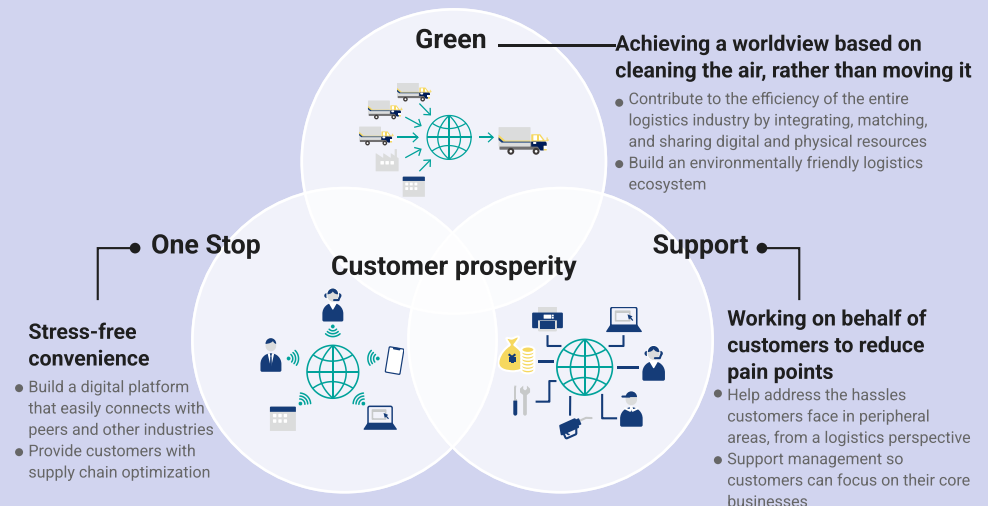 Green
Achieving a worldview based on
cleaning the air, rather than moving it
Contribute to the efficiency of the entire
logistics industry by integrating, matching,
and sharing digital and physical resources
Build an environmentally friendly logistics
ecosystem
One Stop
Stress-free
convenience
Build a digital platform
that easily connects with
peers and other industries
Provide customers with
supply chain optimization
Customer prosperity
Support
Working on behalf of
customers to reduce
pain points
Help address the hassles
customers face in peripheral
areas, from a logistics perspective
Support management so
customers can focus on their core
businesses